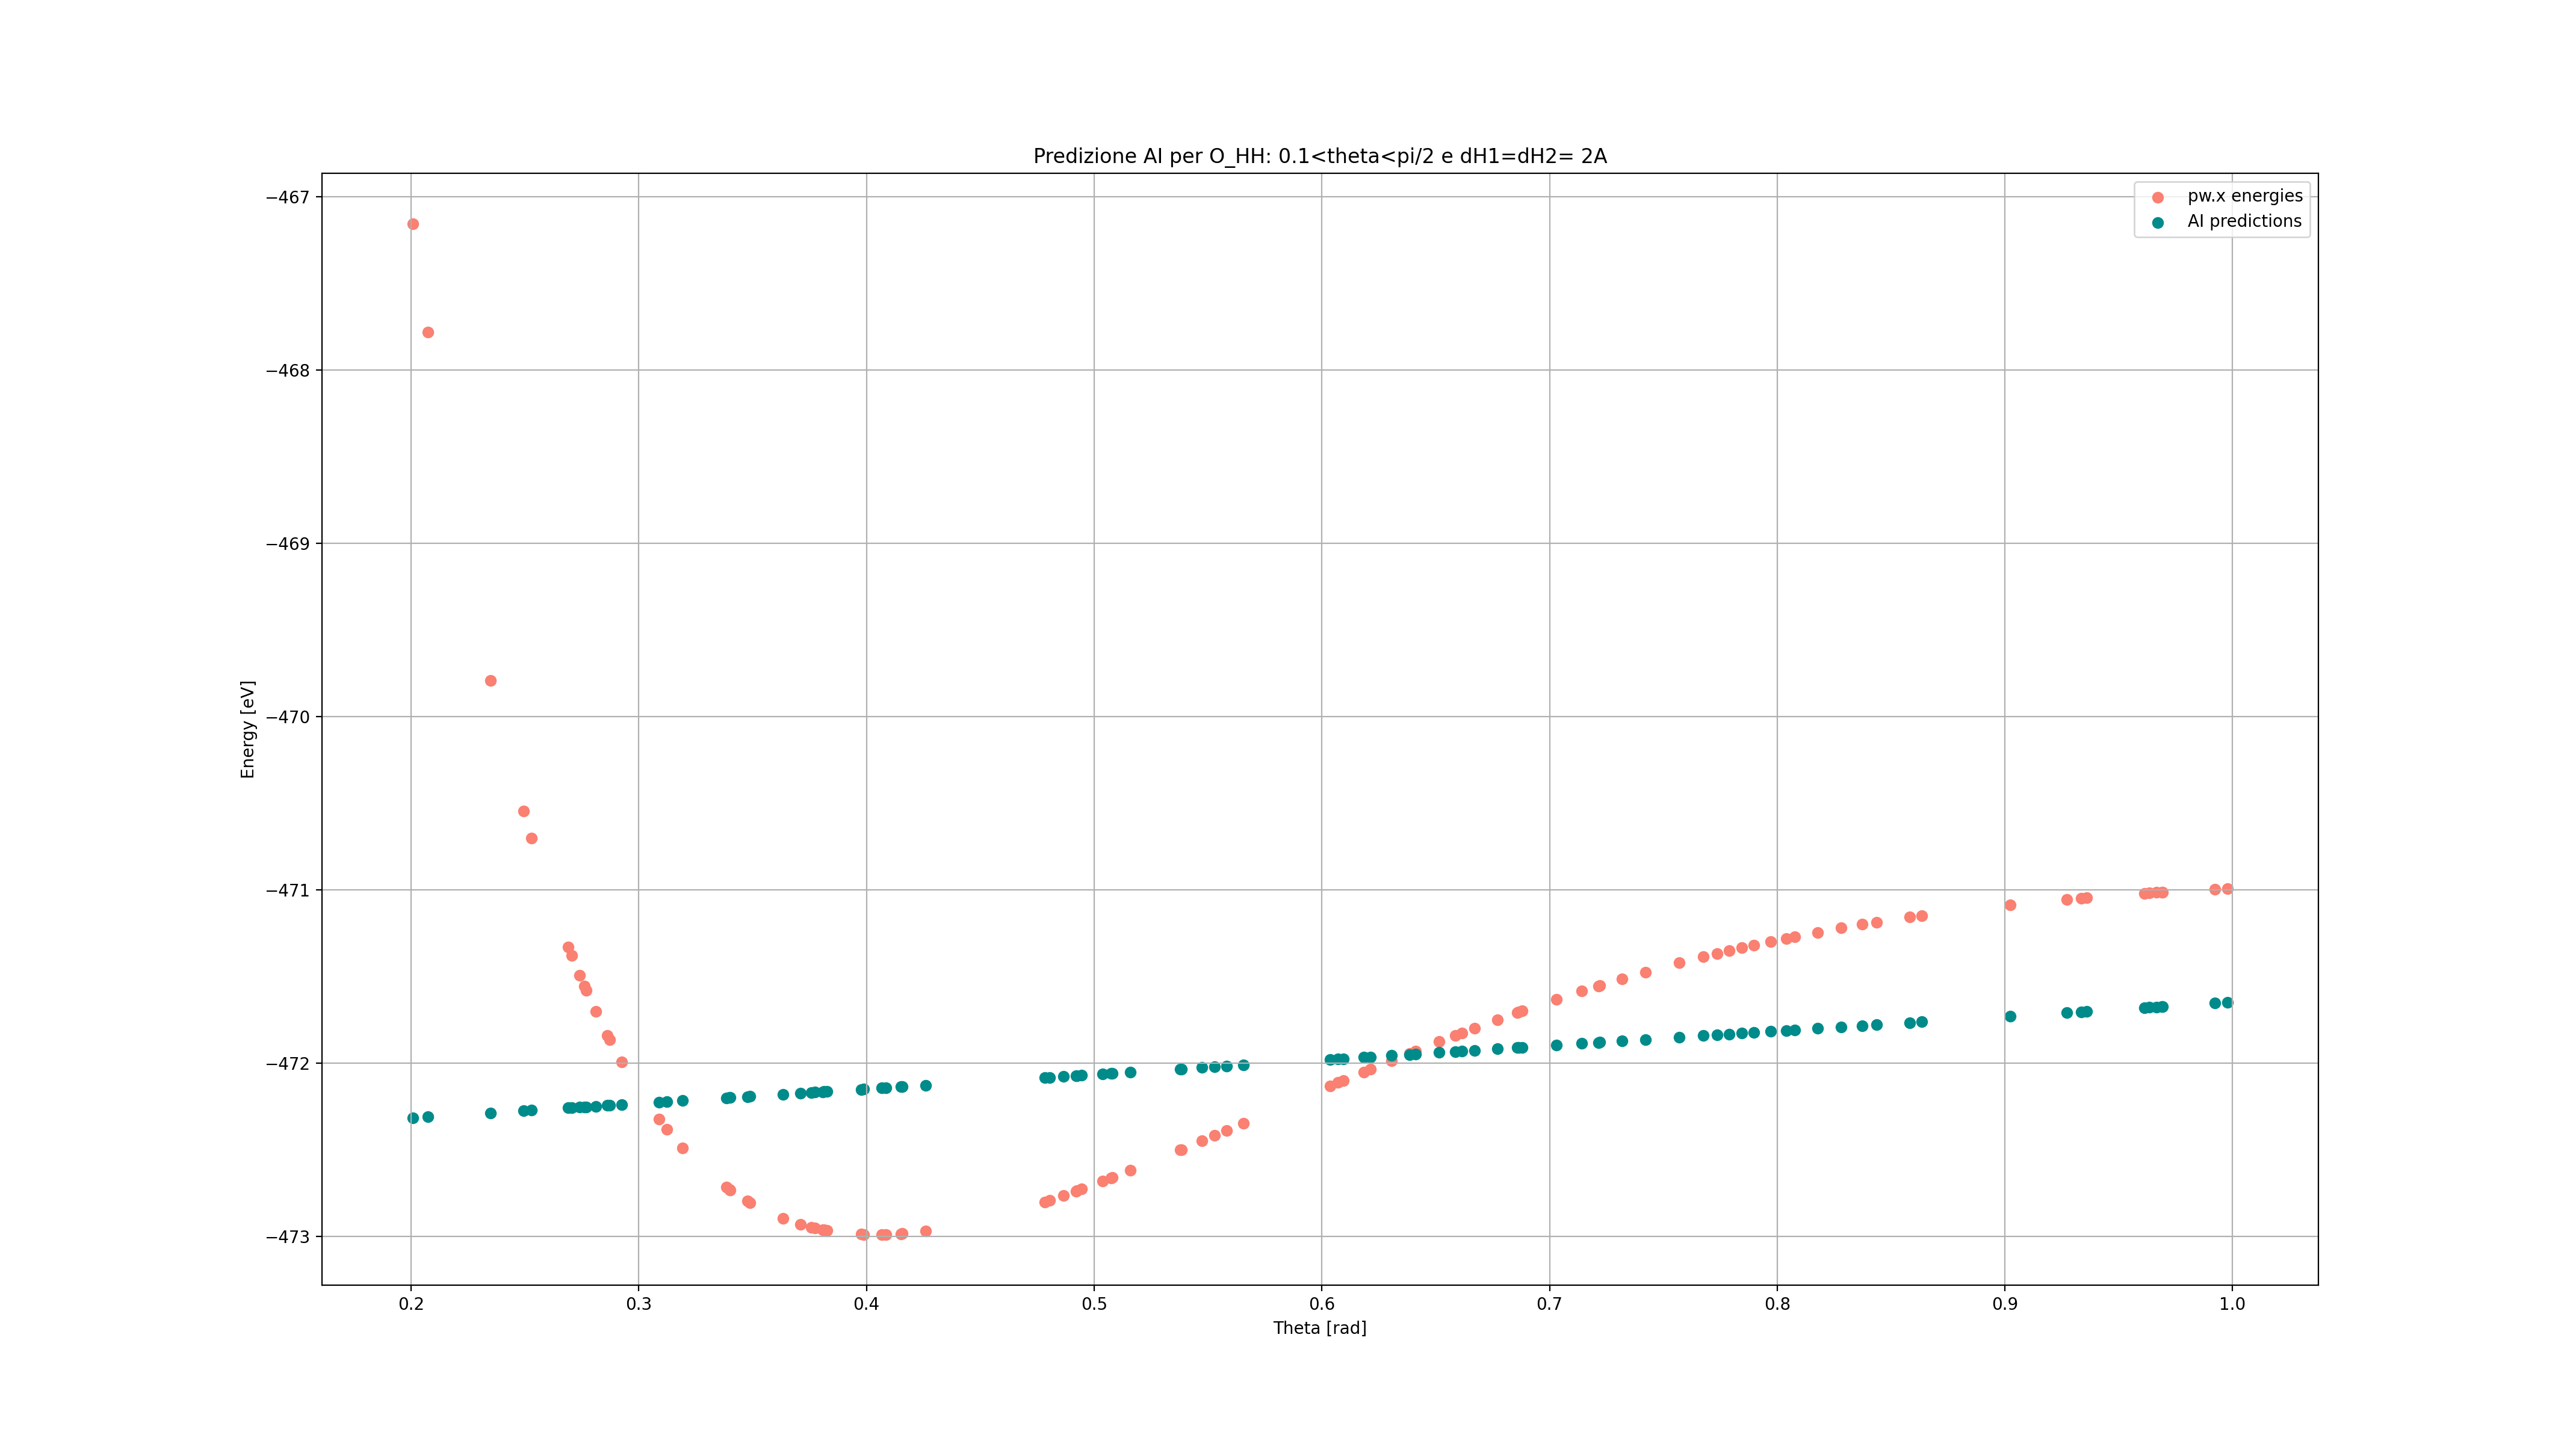 Predizione AI per O_HH: 0.1<theta<pi/2 e dH1=dH2= 2A
pw.x energies
AI predictions
Energy [eV]
−467
−468
−469
−470
−471
−472
−473
0.2 0.3 0.4 0.5 0.6 0.7 0.8 0.9 1.0
Theta [rad]